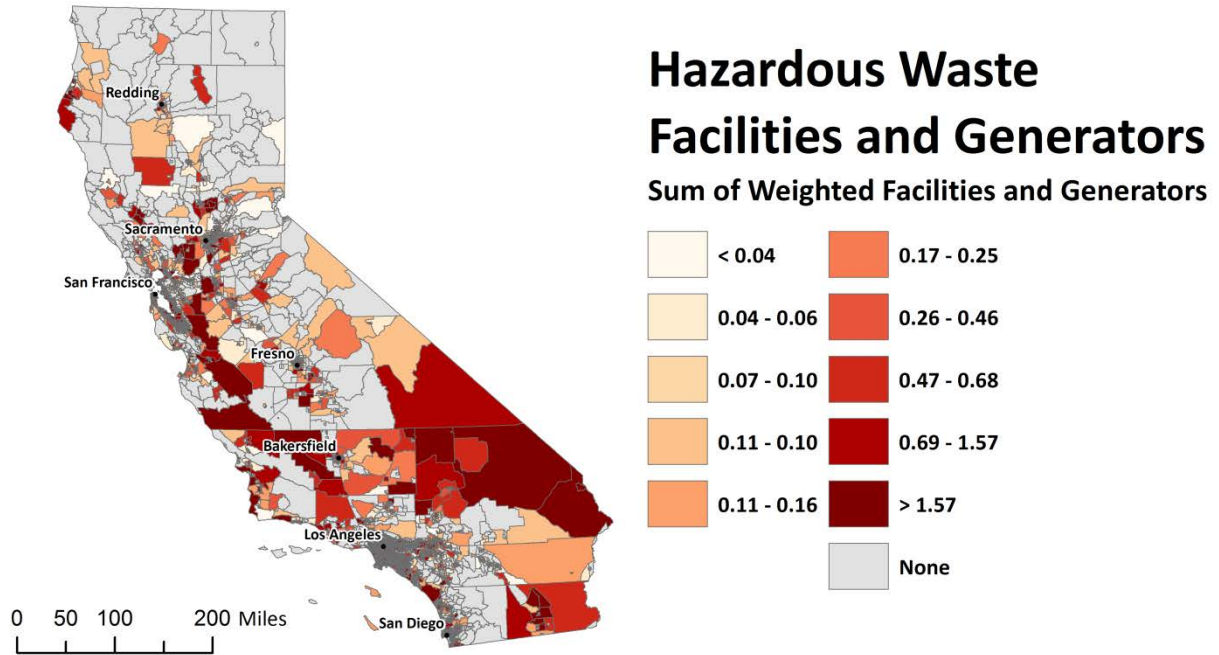 Hazardous Waste
Facilities and Generators
Sum of Weighted Facilities and Generators
< 0.04
0.04 - 0.06
0.07 - 0.10
0.11 - 0.10
0.11 - 0.16
0.17 - 0.25
0.26 - 0.46
0.47 - 0.68
0.69 - 1.57
> 1.57
None
Redding
Sacramento
San Francisco
Fresno
Bakersfield
Los Angeles
San Diego
0 50 100 200 Miles